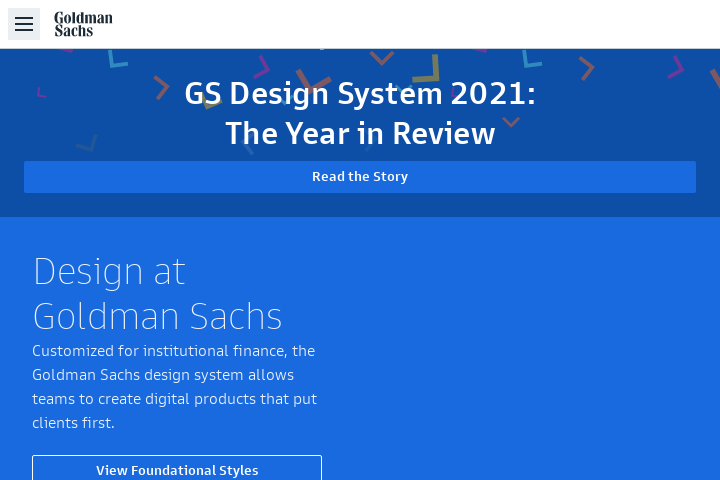 Goldman
Sachs
GS Design System 2021:
The Year in Review
Read the Story
Design at
Goldman Sachs
Customized for institutional finance, the
Goldman Sachs design system allows
teams to create digital products that put
clients first.
View Foundational Styles